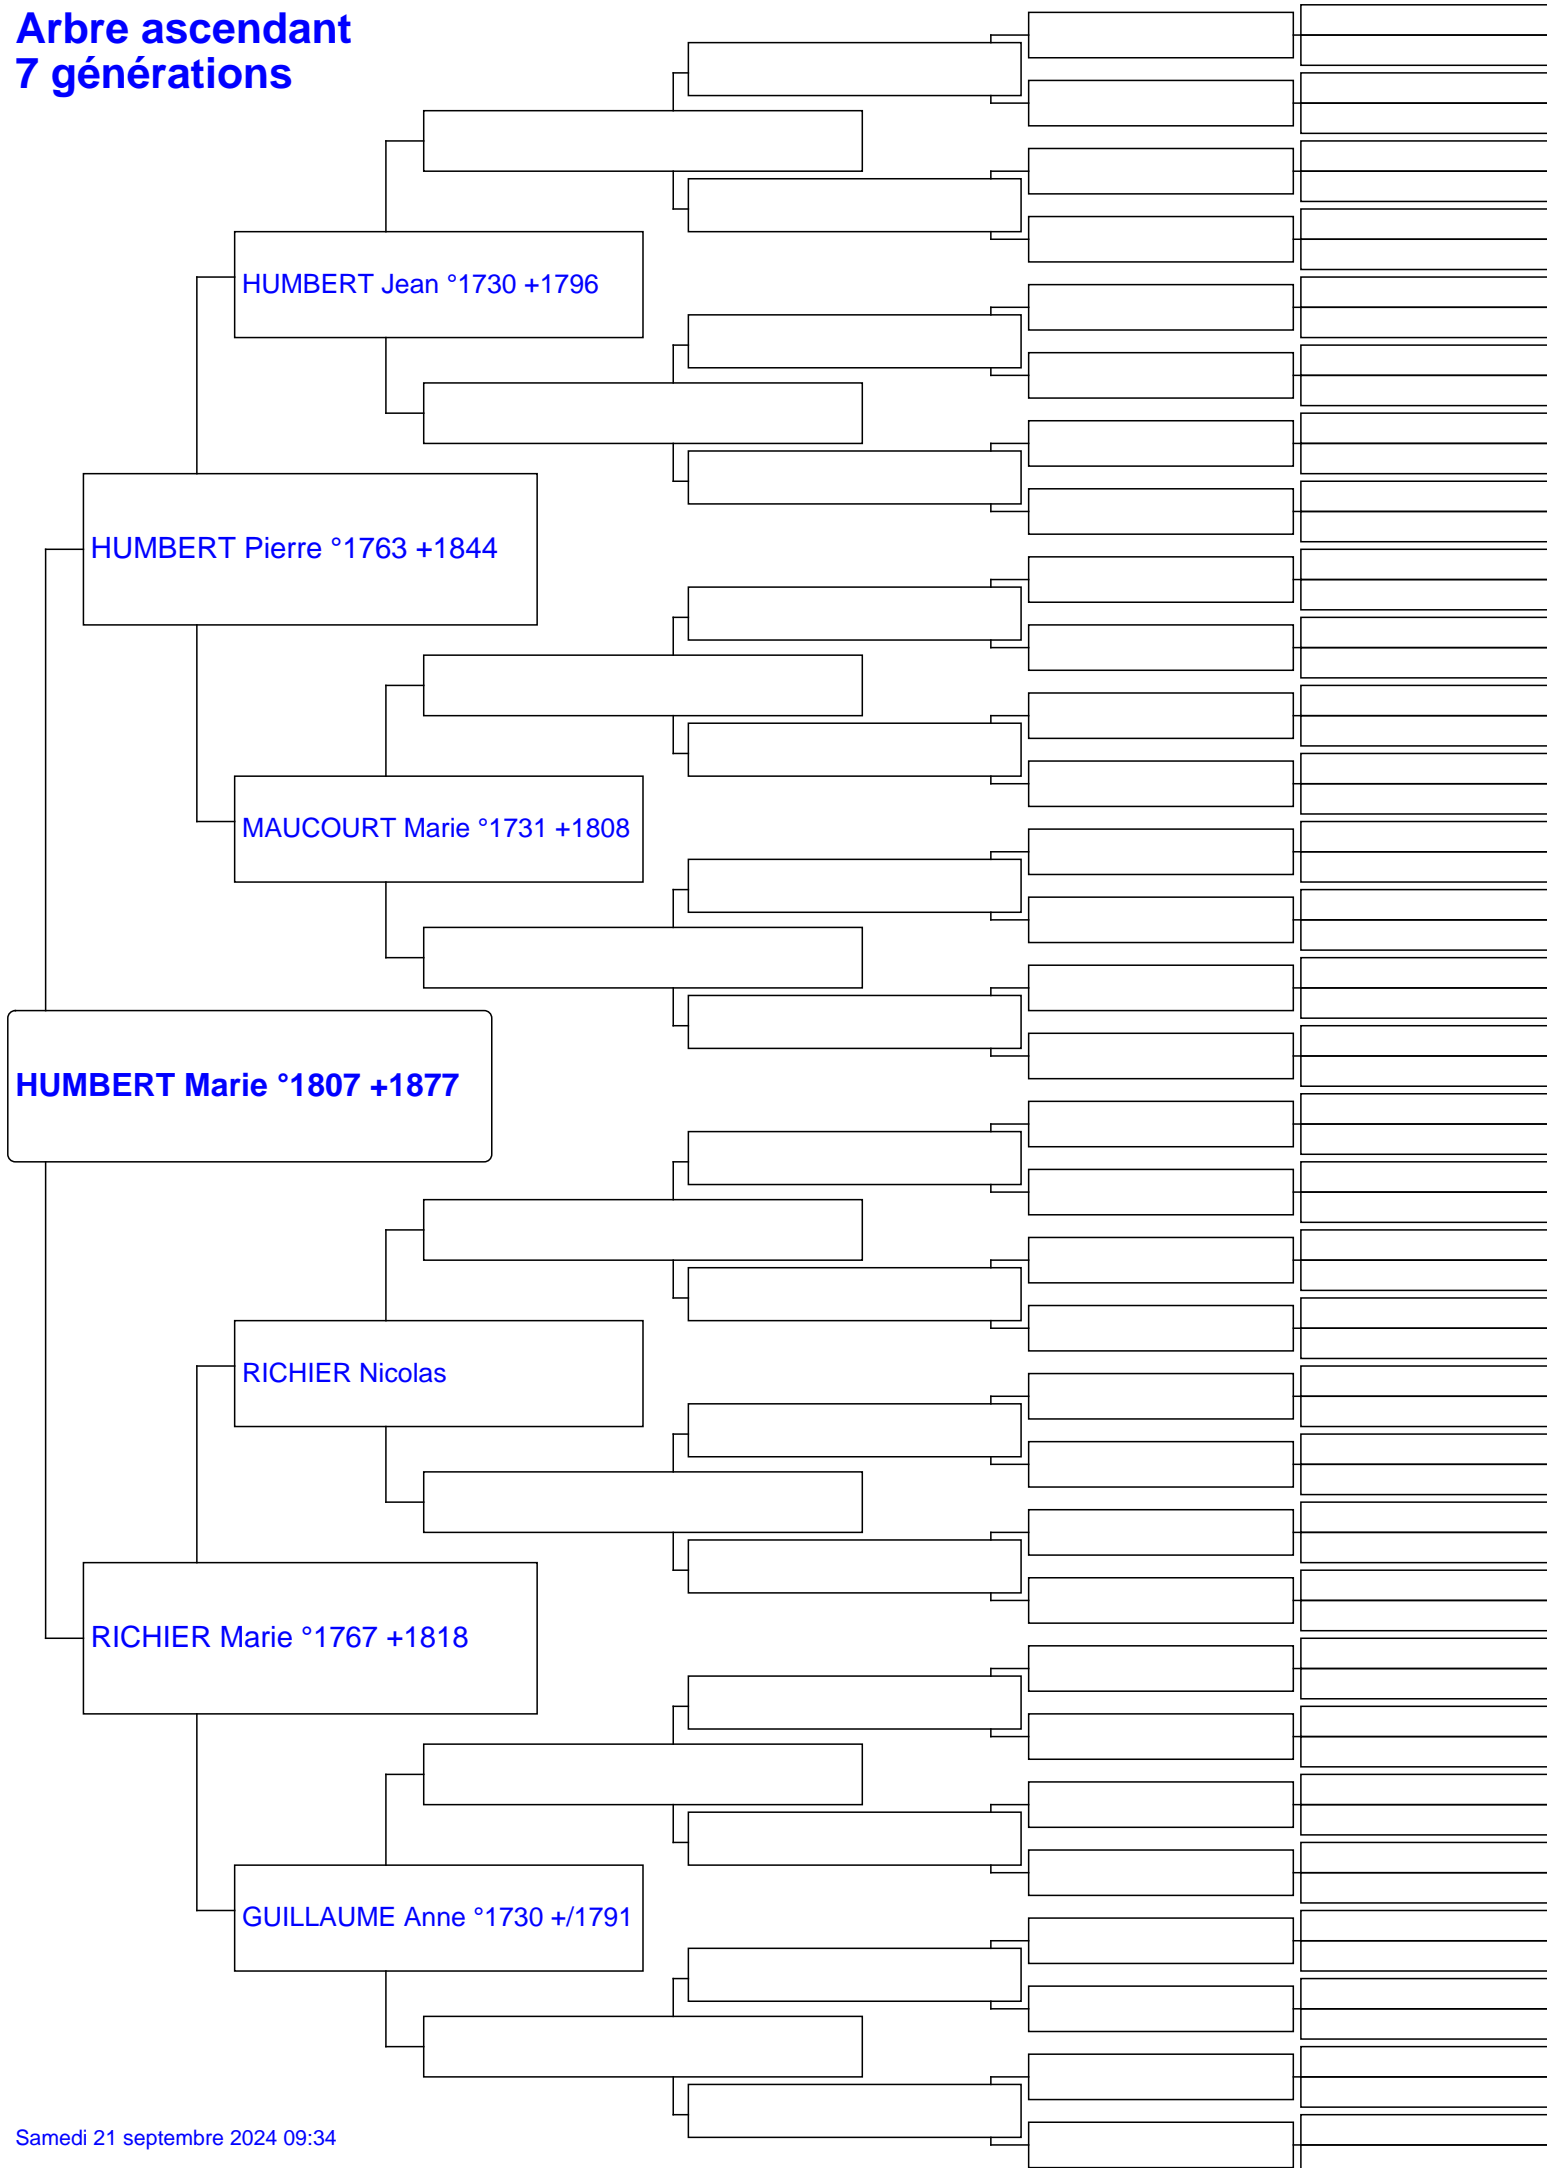 Arbre ascendant
7 générations
HUMBERT Jean °1730 +1796
HUMBERT Pierre °1763 +1844
MAUCOURT Marie °1731 +1808
HUMBERT Marie °1807 +1877
RICHIER Nicolas
RICHIER Marie °1767 +1818
GUILLAUME Anne °1730 +/1791
Samedi 21 septembre 2024 09:34